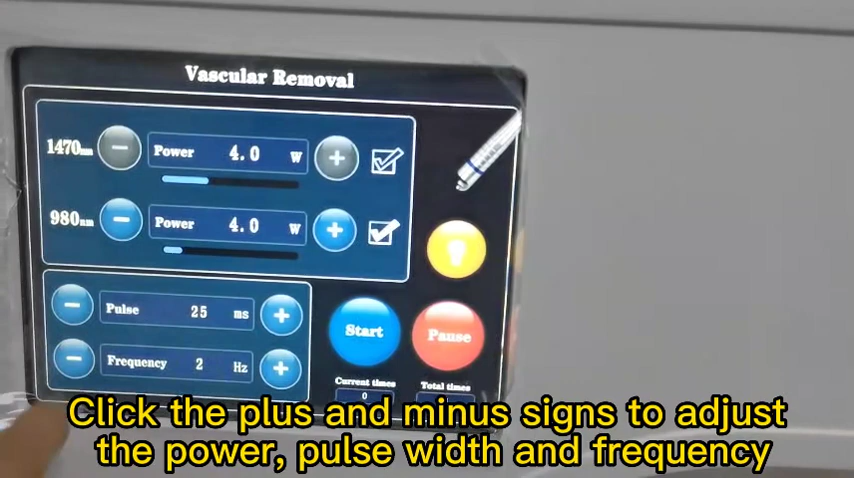 Vascular Removal
1470nm − Power 4.0 W +
980nm − Power 4.0 W +
− Pulse 25 ms +
− Frequency 2 Hz +
Start
Pause
Current times
Total times
0
Click the plus and minus signs to adjust
the power, pulse width and frequency